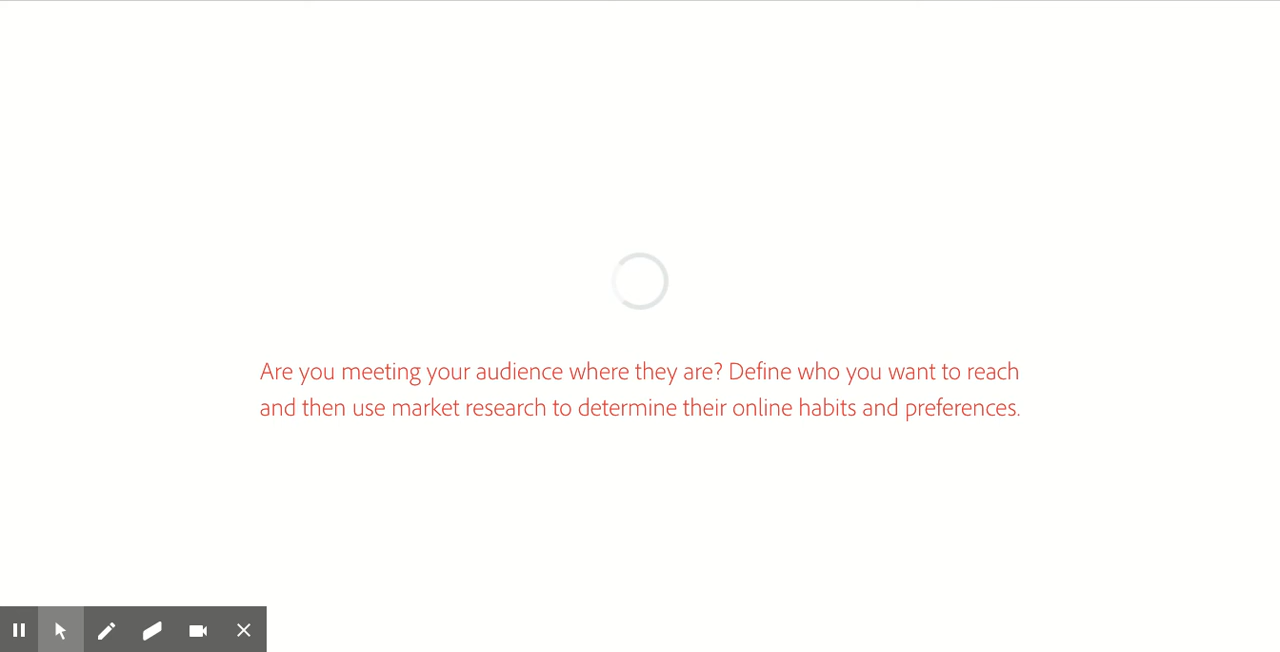 Are you meeting your audience where they are? Define who you want to reach
and then use market research to determine their online habits and preferences.